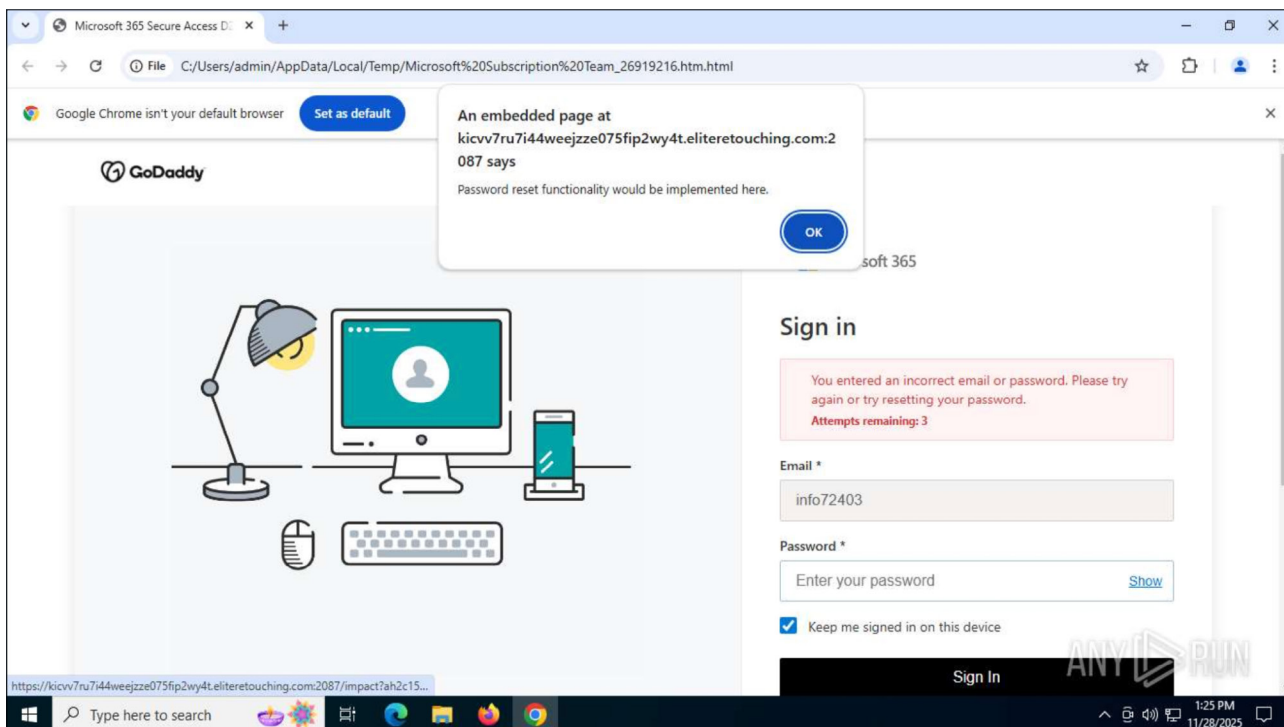 Microsoft 365 Secure Access D
File C:/Users/admin/AppData/Local/Temp/Microsoft%20Subscription%20Team_26919216.htm.html
Google Chrome isn't your default browser Set as default
An embedded page at
kicvv7ru7i44weejzze075fip2wy4t.eliteretouching.com:2
087 says
Password reset functionality would be implemented here.
OK
GoDaddy
soft 365
Sign in
You entered an incorrect email or password. Please try
again or try resetting your password.
Attempts remaining: 3
Email *
info72403
Password *
Enter your password Show
Keep me signed in on this device
Sign In
ANY RUN
https://kicvv7ru7i44weejzze075fip2wy4t.eliteretouching.com:2087/impact?ah2c15...
Type here to search
1:25 PM
11/28/2025